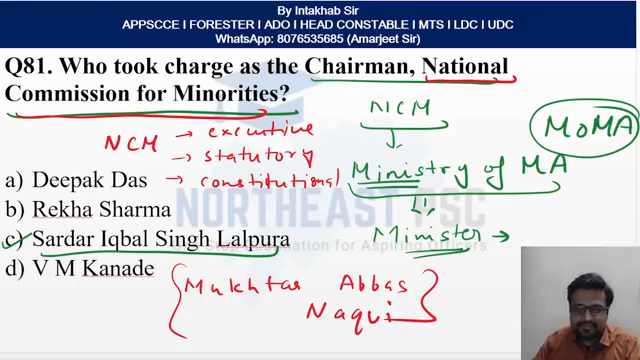 By Intakhab Sir
APPSCCE I FORESTER I ADO I HEAD CONSTABLE I MTS I LDC I UDC
WhatsApp: 8076535685 (Amarjeet Sir)
Q81. Who took charge as the Chairman, National
Commission for Minorities?
NCM
MoMA
NCM → executive
→ statutory
→ constitutional
Ministry of MA
a) Deepak Das
b) Rekha Sharma
c) Sardar Iqbal Singh Lalpura
d) V M Kanade
Minister →
Mukhtar Abbas
Naqui
NORTHEAST PSC